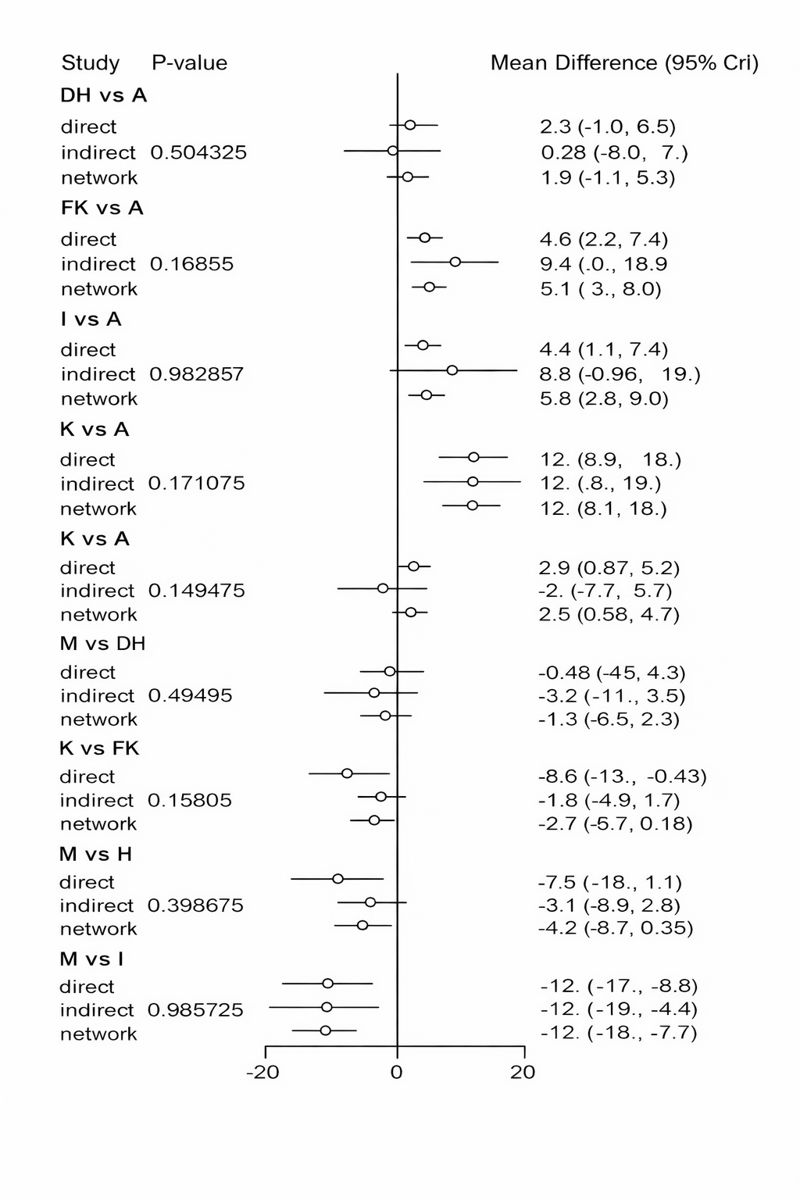 Study P-value Mean Difference (95% Cri)
DH vs A
direct 2.3 (-1.0, 6.5)
indirect 0.504325 0.28 (-8.0, 7.)
network 1.9 (-1.1, 5.3)
FK vs A
direct 4.6 (2.2, 7.4)
indirect 0.16855 9.4 (.0., 18.9
network 5.1 ( 3., 8.0)
I vs A
direct 4.4 (1.1, 7.4)
indirect 0.982857 8.8 (-0.96, 19.)
network 5.8 (2.8, 9.0)
K vs A
direct 12. (8.9, 18.)
indirect 0.171075 12. (.8., 19.)
network 12. (8.1, 18.)
K vs A
direct 2.9 (0.87, 5.2)
indirect 0.149475 -2. (-7.7, 5.7)
network 2.5 (0.58, 4.7)
M vs DH
direct -0.48 (-45, 4.3)
indirect 0.49495 -3.2 (-11., 3.5)
network -1.3 (-6.5, 2.3)
K vs FK
direct -8.6 (-13., -0.43)
indirect 0.15805 -1.8 (-4.9, 1.7)
network -2.7 (-5.7, 0.18)
M vs H
direct -7.5 (-18., 1.1)
indirect 0.398675 -3.1 (-8.9, 2.8)
network -4.2 (-8.7, 0.35)
M vs I
direct -12. (-17., -8.8)
indirect 0.985725 -12. (-19., -4.4)
network -12. (-18., -7.7)
-20 0 20